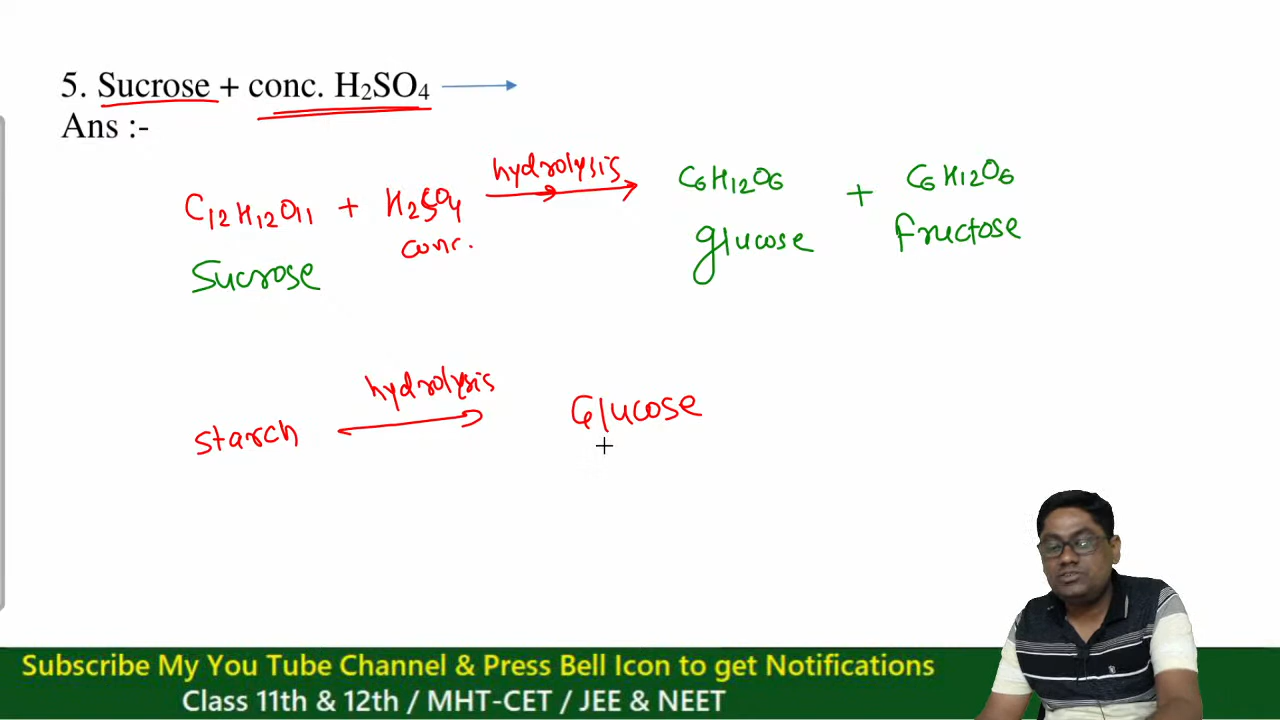 5. Sucrose + conc. H₂SO₄ →
Ans :-
C₁₂H₁₂O₁₁ + H₂SO₄ hydrolysis → C₆H₁₂O₆ + C₆H₁₂O₆
conc.
Sucrose glucose fructose
starch hydrolysis → Glucose
Subscribe My You Tube Channel & Press Bell Icon to get Notifications
Class 11th & 12th / MHT-CET / JEE & NEET